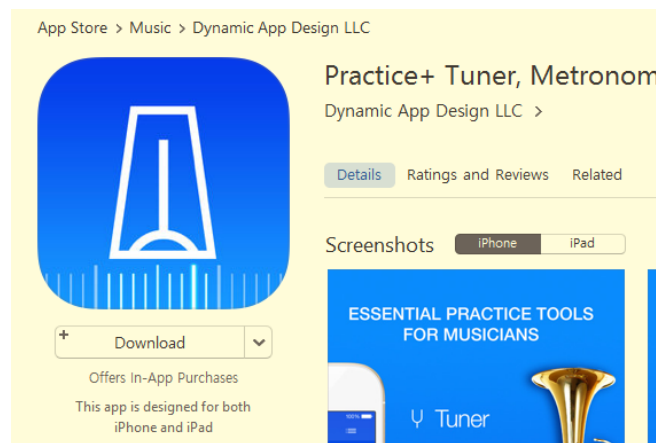 App Store > Music > Dynamic App Design LLC
Practice+ Tuner, Metronom
Dynamic App Design LLC >
Details Ratings and Reviews Related
Screenshots iPhone iPad
ESSENTIAL PRACTICE TOOLS
FOR MUSICIANS
Tuner
+ Download
Offers In-App Purchases
This app is designed for both
iPhone and iPad
100%